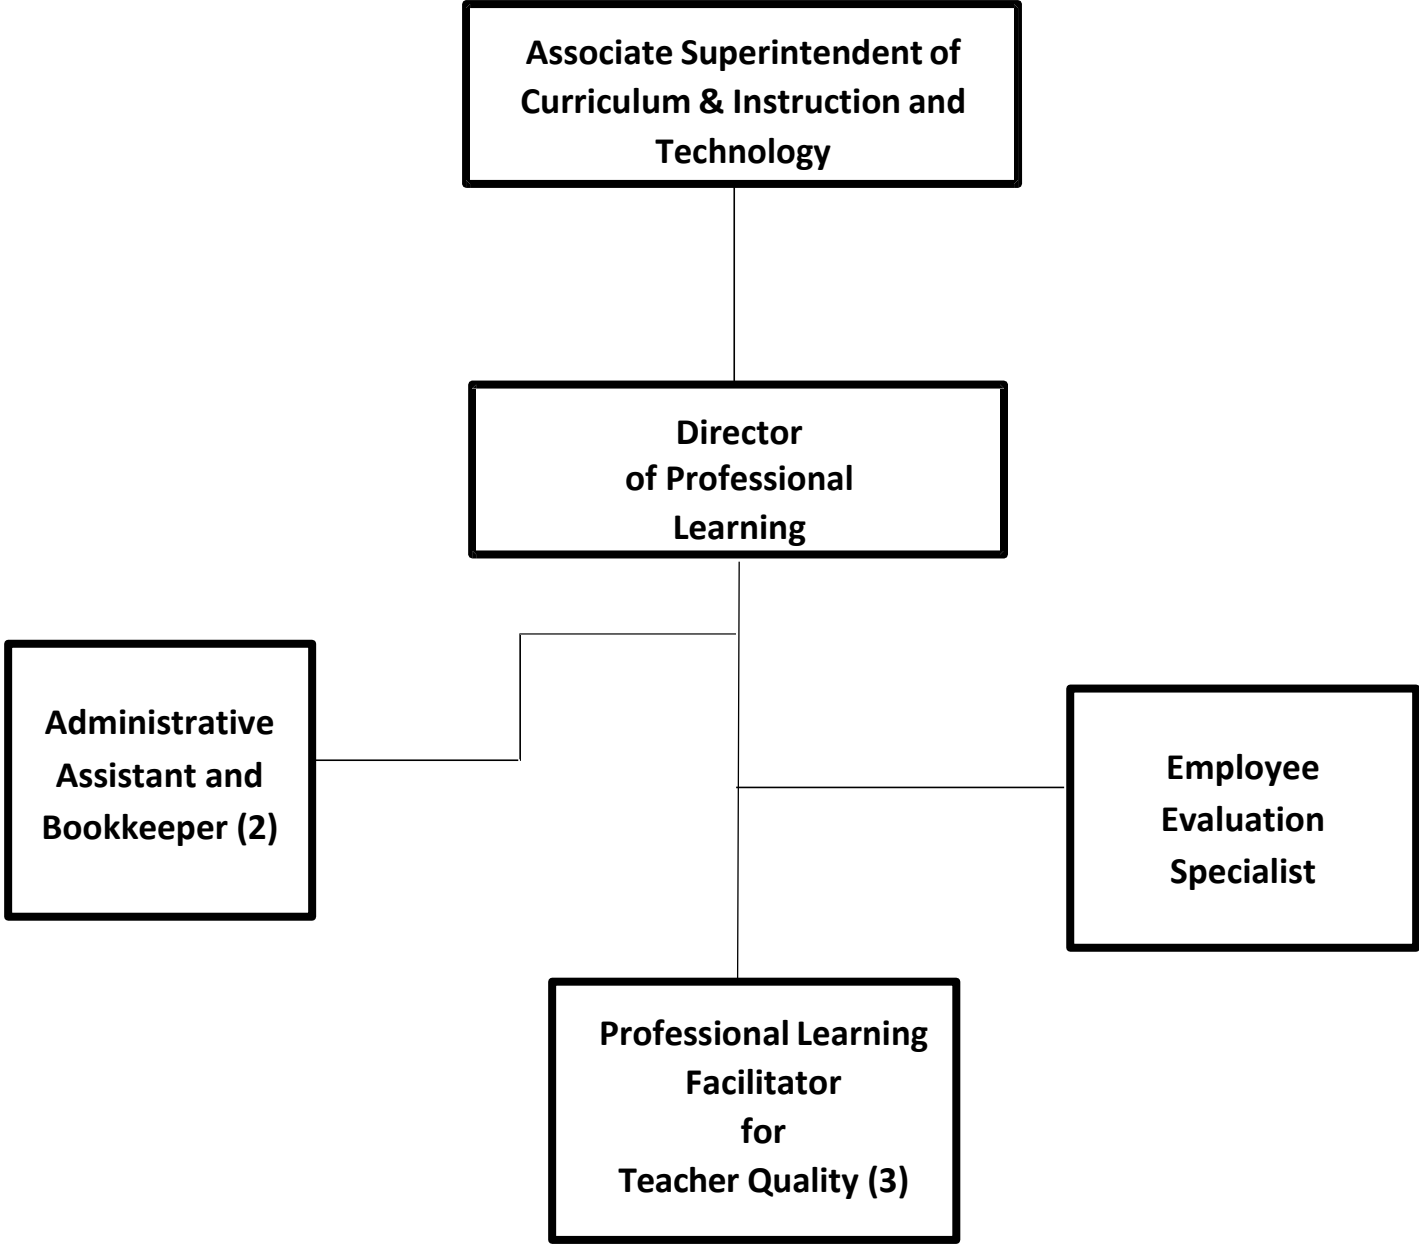 Associate Superintendent of
Curriculum & Instruction and
Technology
Director
of Professional
Learning
Administrative
Assistant and
Bookkeeper (2)
Employee
Evaluation
Specialist
Professional Learning
Facilitator
for
Teacher Quality (3)